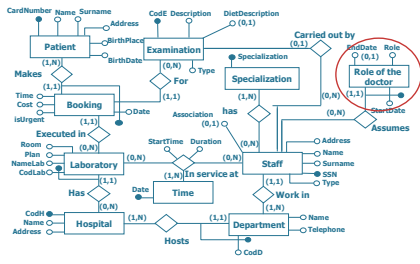 CardNumber Name Surname
Address
Patient
BirthPlace
BirthDate
CodE Description
DietDescription
(0,1)
Examination
Type
Carried out by
(0,1)
(0,N)
EndDate Role
(0,1)
Role of the
doctor
(1,1)
StartDate
Makes
(1,N)
(1,1)
(0,N)
For
(1,1)
Specialization
Specialization
(1,N)
has
Time
Cost
isUrgent
Booking
Date
(1,1)
Executed in
(0,N)
Association
(0,1)
(1,N)
(0,N)
Assumes
Room
Plan
NameLab
CodLab
Laboratory
(0,N)
StartTime Duration
In service at
(0,N)
Staff
Address
Name
Surname
SSN
Type
(1,1)
Has
(0,N)
Date
(1,N)
Time
(1,1)
Work in
(1,N)
CodH
Name
Address
Hospital
(1,N)
Hosts
(1,1)
Department
Name
Telephone
CodD